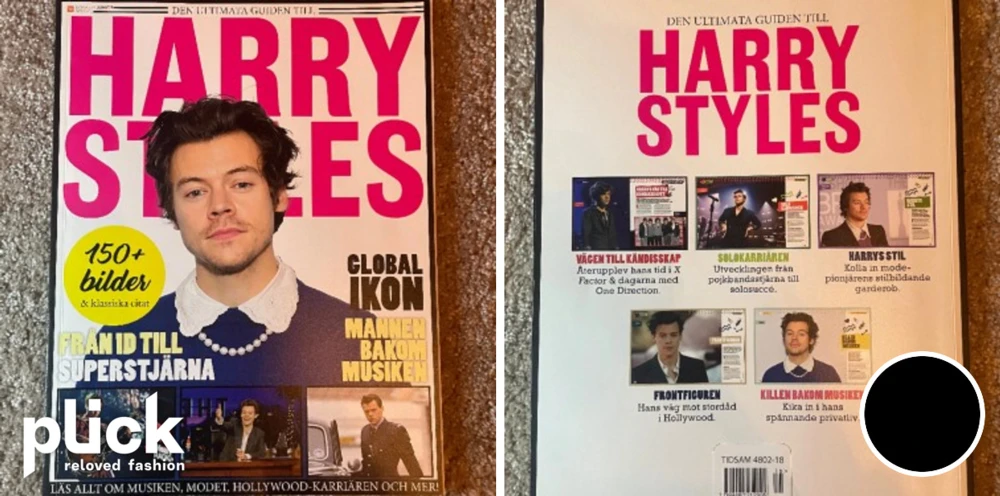 DEN ULTIMATA GUIDEN TILL
HARRY
STYLES
150+
bilder
& klassiska citat
GLOBAL
IKON
FRÅN 1D TILL
SUPERSTJÄRNA
MANNEN
BAKOM
MUSIKEN
plick
reloved fashion
LÄS ALLT OM MUSIKEN, MODET, HOLLYWOOD-KARRIÄREN OCH MER!
DEN ULTIMATA GUIDEN TILL
HARRY
STYLES
VÄGEN TILL KÄNDISSKAP
Återupplev hans tid i X
Factor & dagarna med
One Direction.
SOLOKARRIÄREN
Utvecklingen från
pojkbandsstjärna till
solosuccé.
HARRYS STIL
Kolla in mode-
pionjärens stilbildande
garderob.
FRONTFIGUREN
Hans väg mot stordåd
i Hollywood.
KILLEN BAKOM MUSIKEN
Kika in i hans
spännande privatliv.
TIDSAM 4802-18